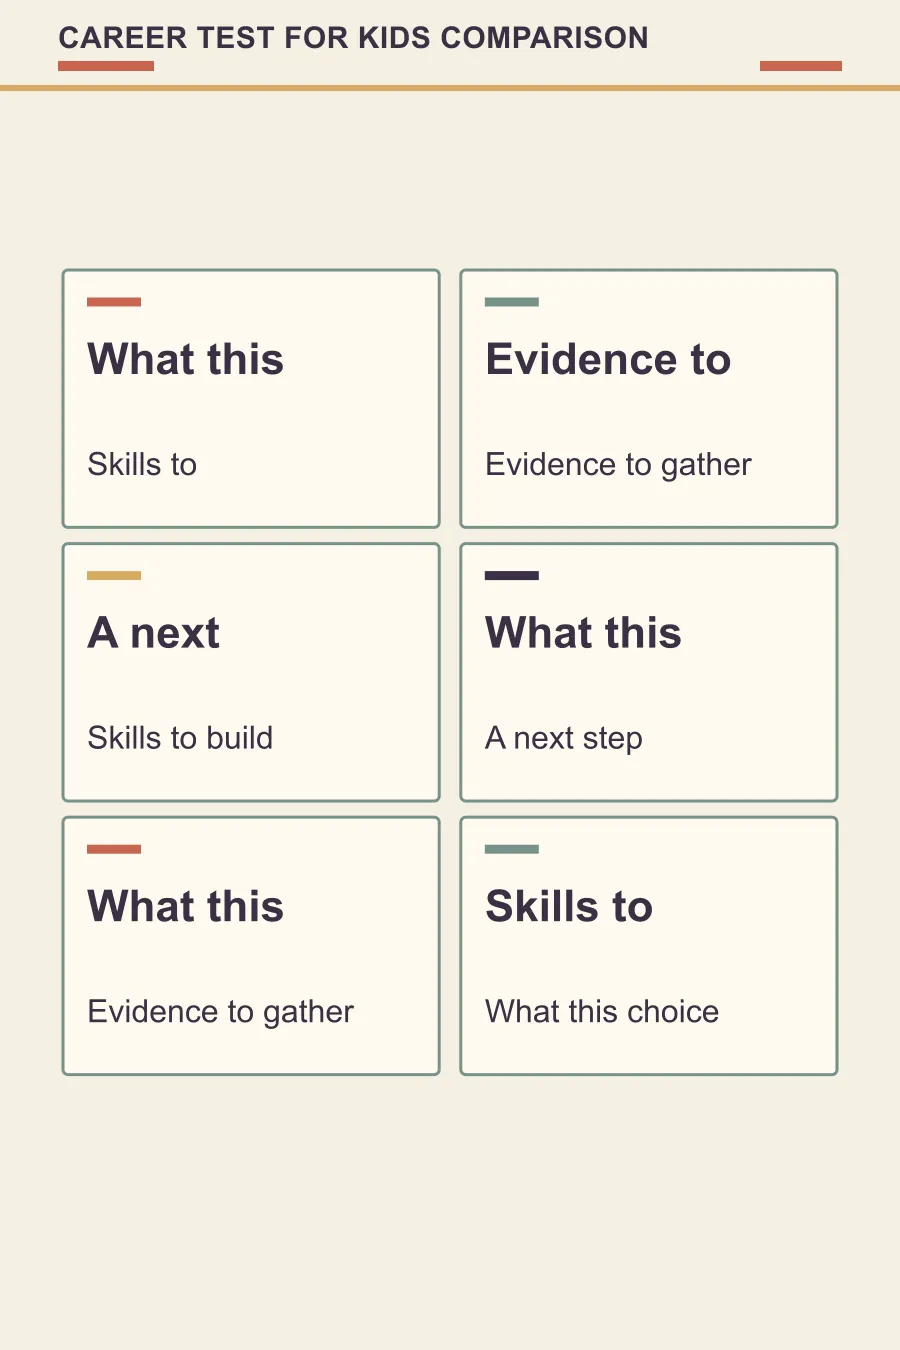 CAREER TEST FOR KIDS COMPARISON
What this
Skills to
Evidence to
Evidence to gather
A next
Skills to build
What this
A next step
What this
Evidence to gather
Skills to
What this choice